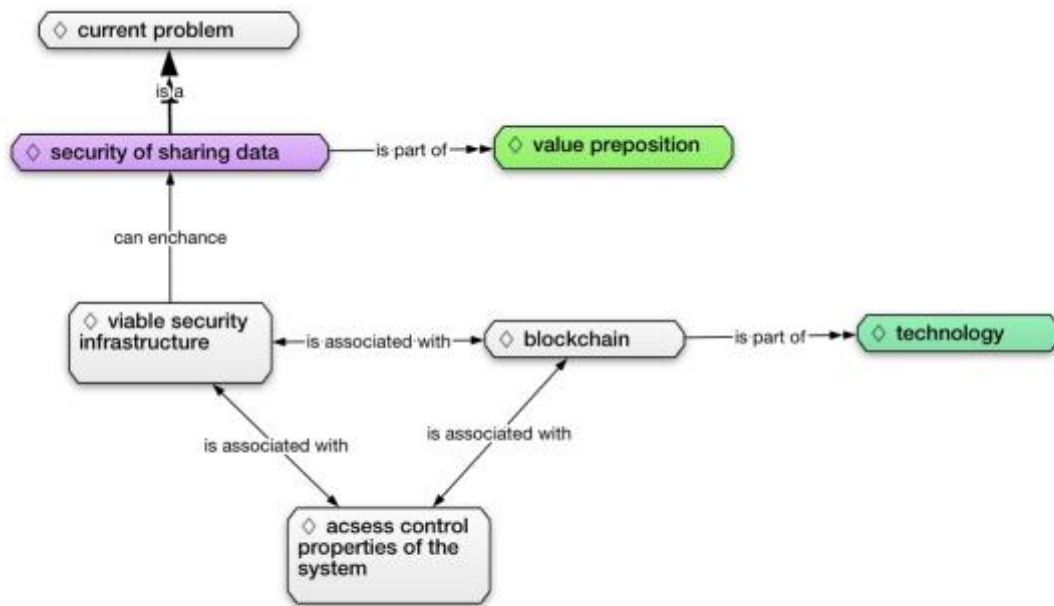 current problem
is a
security of sharing data
is part of
value preposition
can enchance
viable security
infrastructure
is associated with
blockchain
is part of
technology
is associated with
is associated with
acsess control
properties of the
system